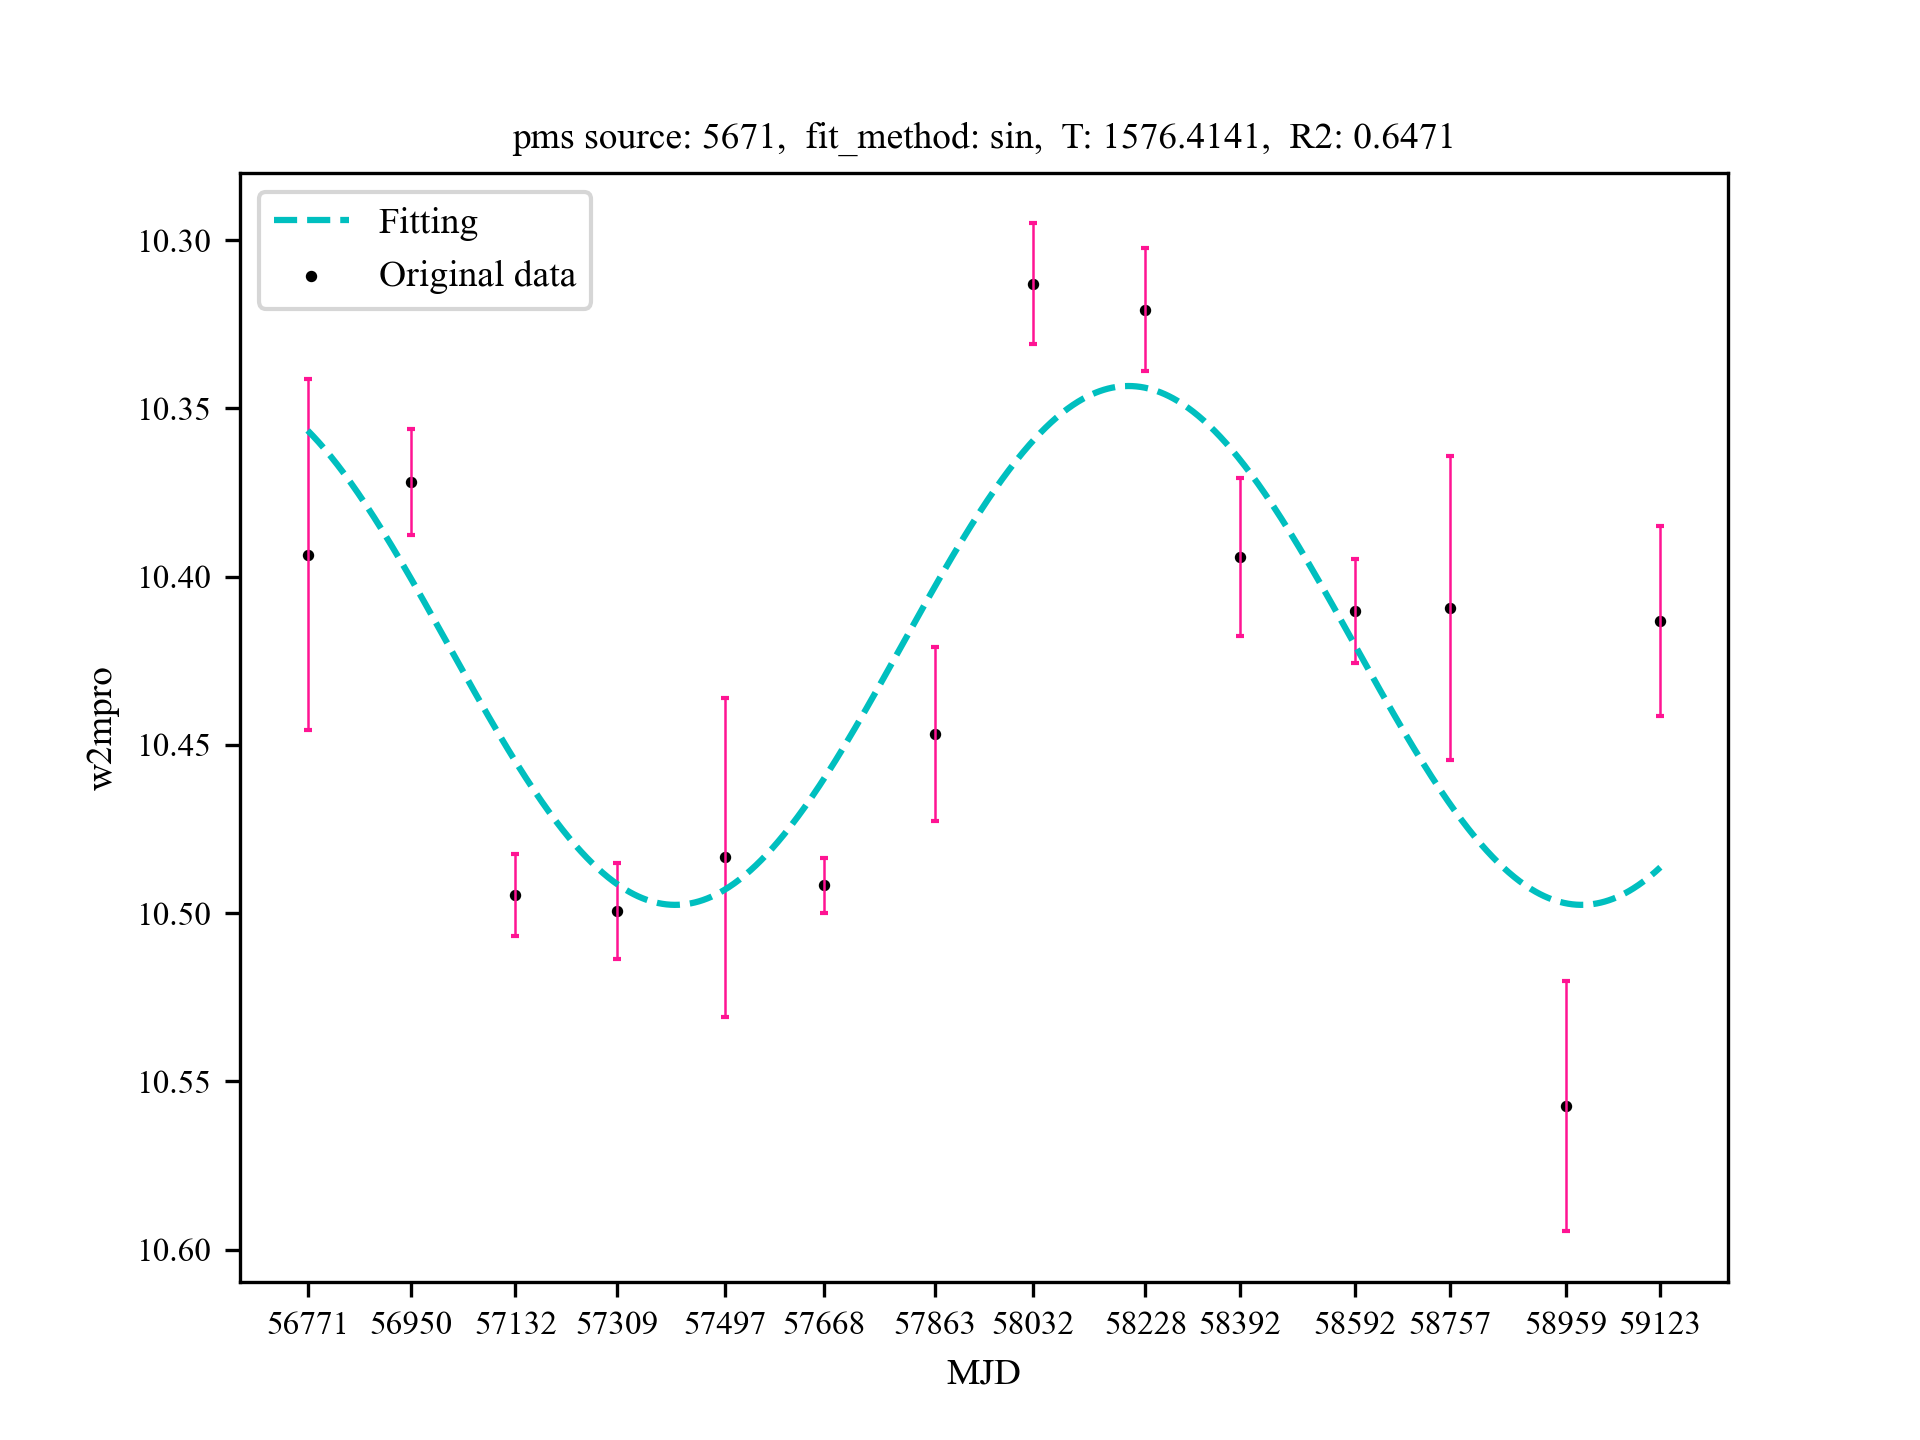 pms source: 5671,  fit_method: sin,  T: 1576.4141,  R2: 0.6471
Fitting
Original data
10.30
10.35
10.40
10.45
10.50
10.55
10.60
w2mpro
56771 56950 57132 57309 57497 57668 57863 58032 58228 58392 58592 58757 58959 59123
MJD